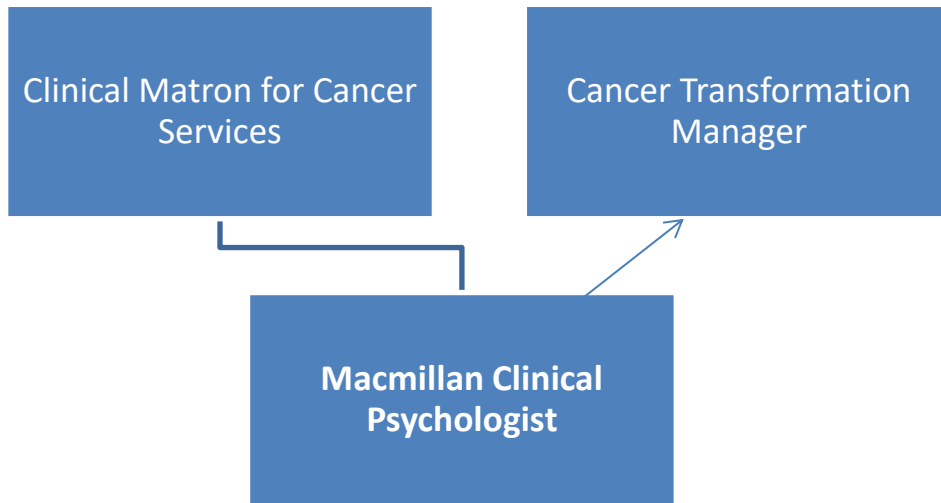 Clinical Matron for Cancer
Services
Cancer Transformation
Manager
Macmillan Clinical
Psychologist